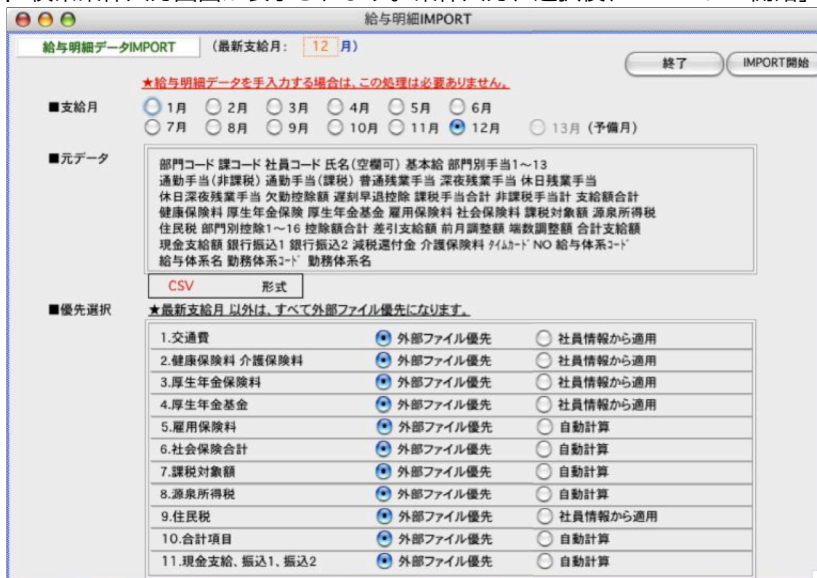 給与明細IMPORT
給与明細データIMPORT (最新支給月: 12 月)
終了 IMPORT開始
★給与明細データを手入力する場合は、この処理は必要ありません。
■支給月 1月 2月 3月 4月 5月 6月
7月 8月 9月 10月 11月 12月 13月 (予備月)
■元データ 部門コード 課コード 社員コード 氏名(空欄可) 基本給 部門別手当1〜13
通勤手当(非課税) 通勤手当(課税) 普通残業手当 深夜残業手当 休日残業手当
休日深夜残業手当 欠勤控除額 遅刻早退控除 課税手当合計 非課税手当計 支給額合計
健康保険料 厚生年金保険 厚生年金基金 雇用保険料 社会保険料 課税対象額 源泉所得税
住民税 部門別控除1〜16 控除額合計 差引支給額 前月調整額 端数調整額 合計支給額
現金支給額 銀行振込1 銀行振込2 減税還付金 介護保険料 タイムカードNO 給与体系コード
給与体系名 勤務体系コード 勤務体系名
CSV 形式
■優先選択 ★最新支給月 以外は、すべて外部ファイル優先になります。
1.交通費 外部ファイル優先 社員情報から適用
2.健康保険料 介護保険料 外部ファイル優先 社員情報から適用
3.厚生年金保険料 外部ファイル優先 社員情報から適用
4.厚生年金基金 外部ファイル優先 社員情報から適用
5.雇用保険料 外部ファイル優先 自動計算
6.社会保険合計 外部ファイル優先 自動計算
7.課税対象額 外部ファイル優先 自動計算
8.源泉所得税 外部ファイル優先 自動計算
9.住民税 外部ファイル優先 社員情報から適用
10.合計項目 外部ファイル優先 自動計算
11.現金支給、振込1、振込2 外部ファイル優先 自動計算